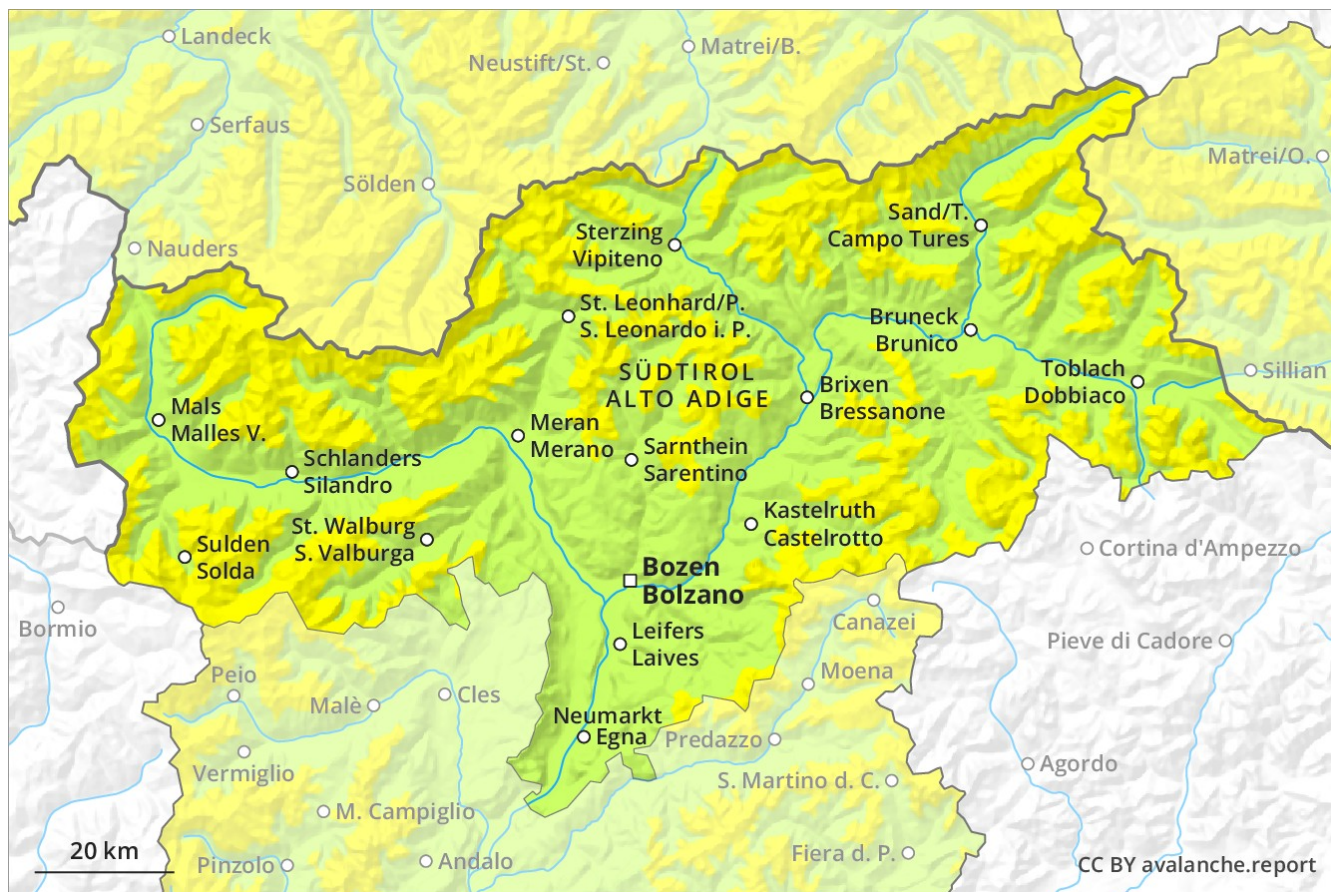 Landeck
Matrei/B.
Neustift/St.
Serfaus
Matrei/O.
Sölden
Sand/T.
Campo Tures
Sterzing
Vipiteno
Nauders
St. Leonhard/P.
S. Leonardo i. P.
Bruneck
Brunico
SÜDTIROL
ALTO ADIGE
Toblach
Dobbiaco
Sillian
Brixen
Bressanone
Mals
Malles V.
Meran
Merano
Sarnthein
Sarentino
Schlanders
Silandro
Kastelruth
Castelrotto
St. Walburg
S. Valburga
Sulden
Solda
Cortina d'Ampezzo
Bozen
Bolzano
Bormio
Canazei
Leifers
Laives
Pieve di Cadore
Peio
Moena
Malè
Cles
Neumarkt
Egna
Predazzo
Vermiglio
Agordo
S. Martino d. C.
M. Campiglio
20 km
Pinzolo
Andalo
Fiera d. P.
CC BY avalanche.report